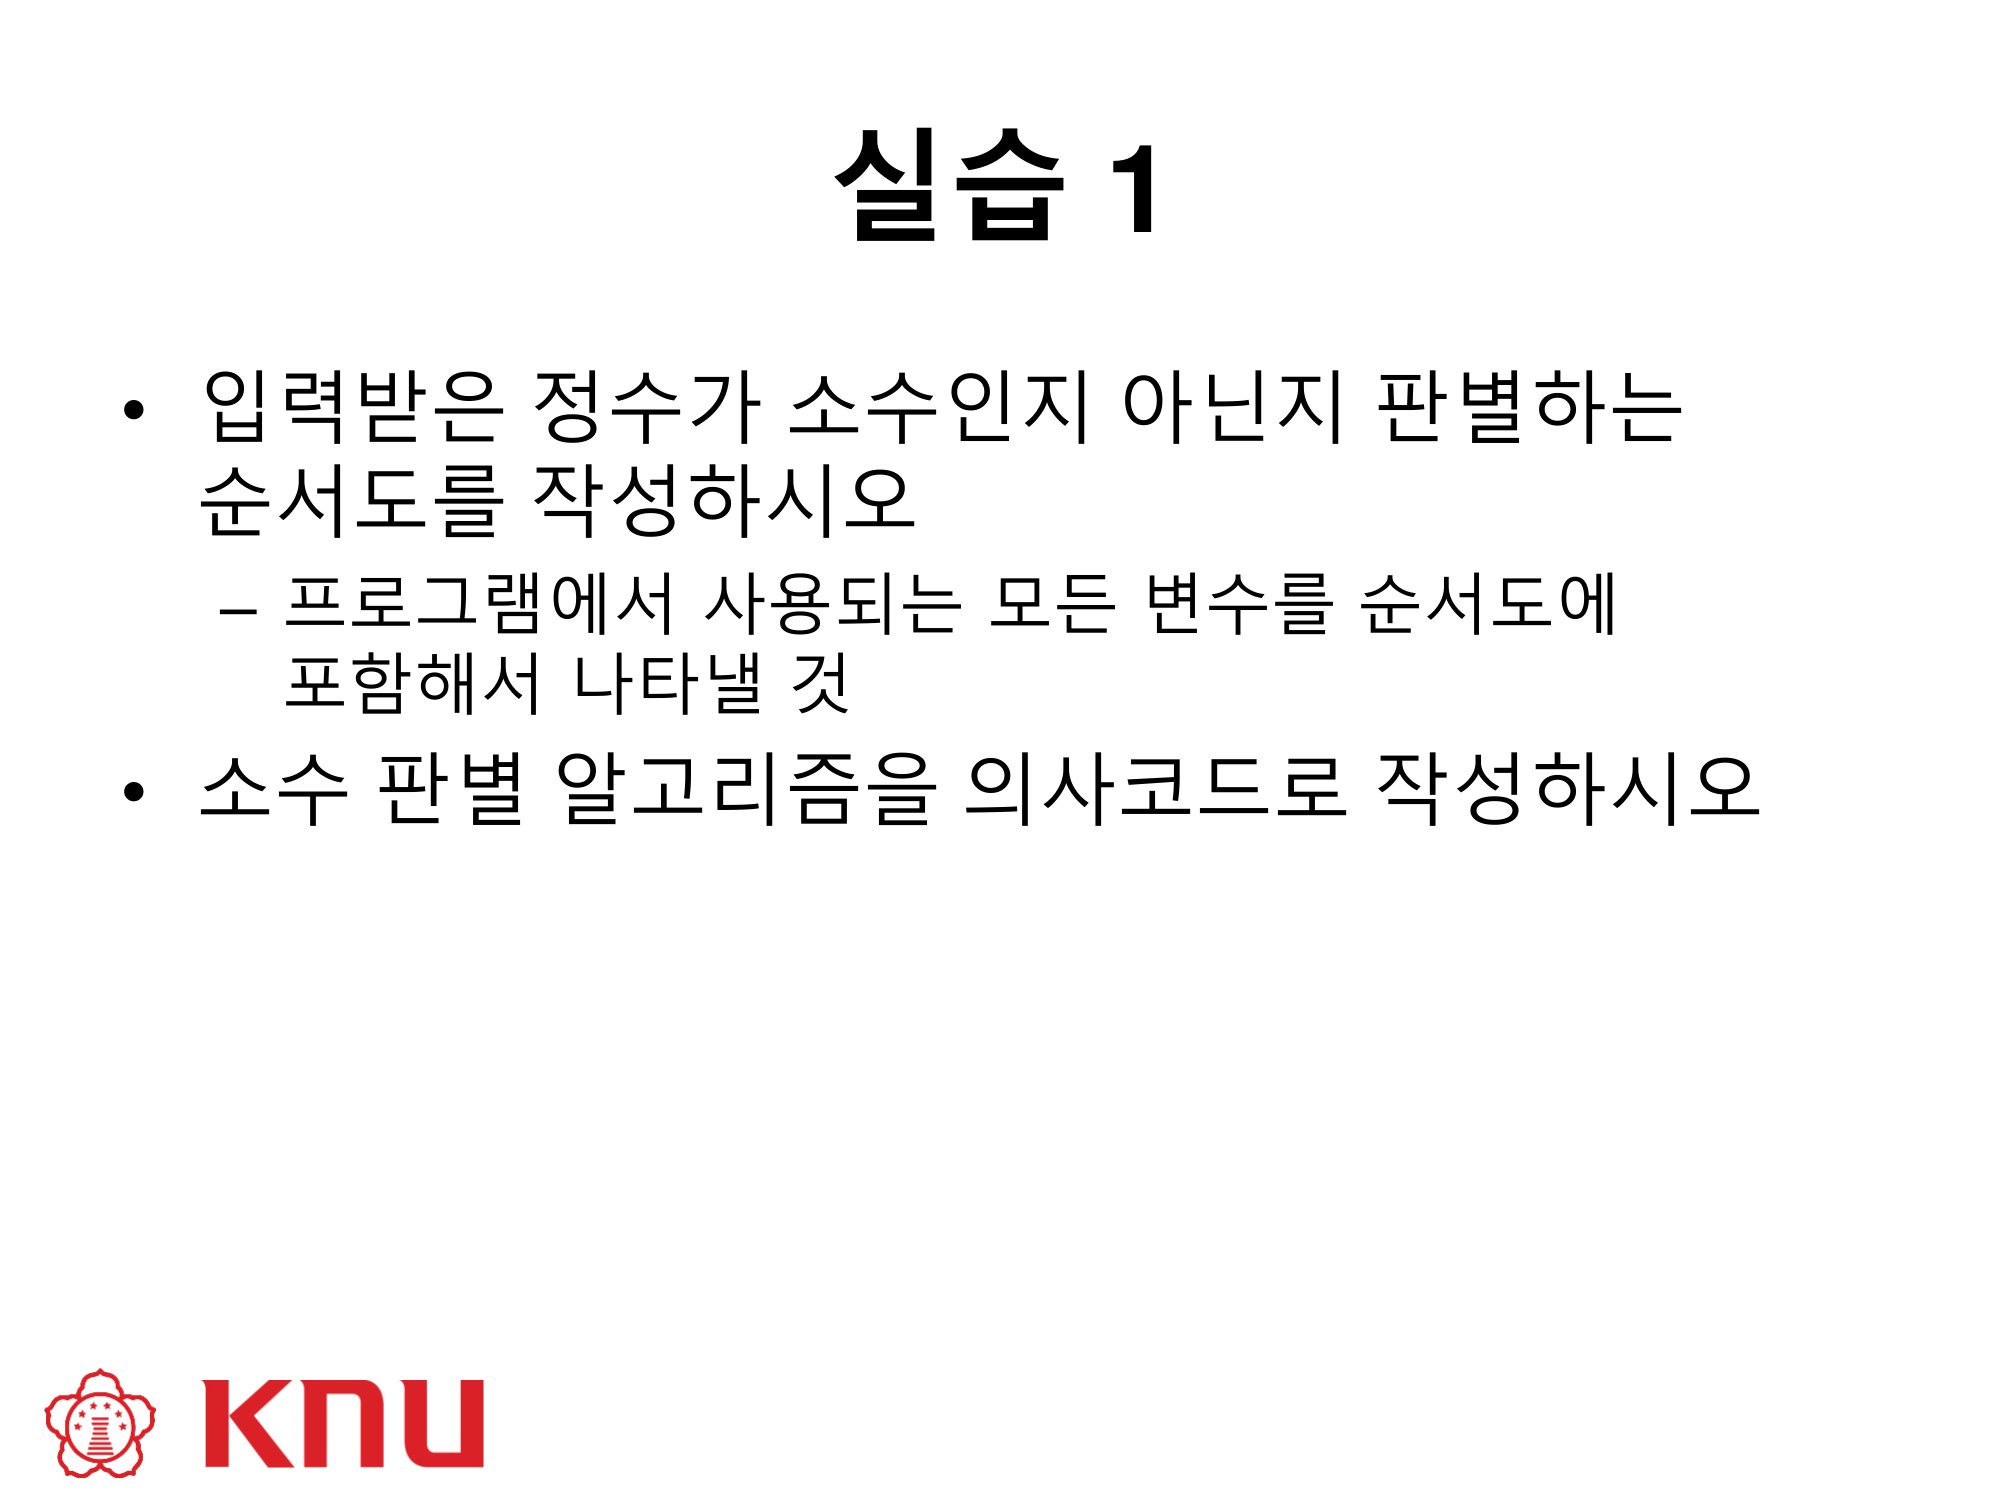 실습 1
• 입력받은 정수가 소수인지 아닌지 판별하는
순서도를 작성하시오
– 프로그램에서 사용되는 모든 변수를 순서도에
포함해서 나타낼 것
• 소수 판별 알고리즘을 의사코드로 작성하시오
KNU